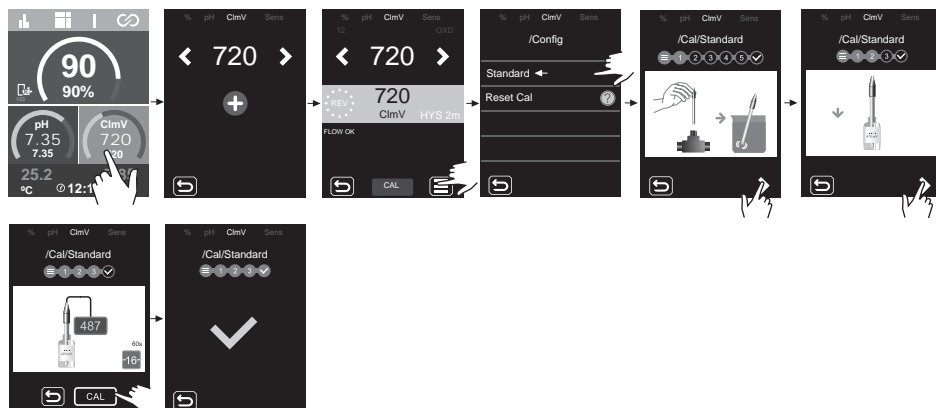 90
90%
123
pH
7.35
7.35
ClmV
720
25.2
ºC
12:1
% pH ClmV Sens
720
% pH ClmV Sens
12 OXD
720
REV
720
ClmV
HYS 2m
FLOW OK
CAL
% pH ClmV Sens
/Config
Standard
Reset Cal ?
% pH ClmV Sens
/Cal/Standard
1 2 3 4 5
% pH ClmV Sens
/Cal/Standard
1 2 3
% pH ClmV Sens
/Cal/Standard
1 2 3
487
60s
-16-
CAL
% pH ClmV Sens
/Cal/Standard
1 2 3